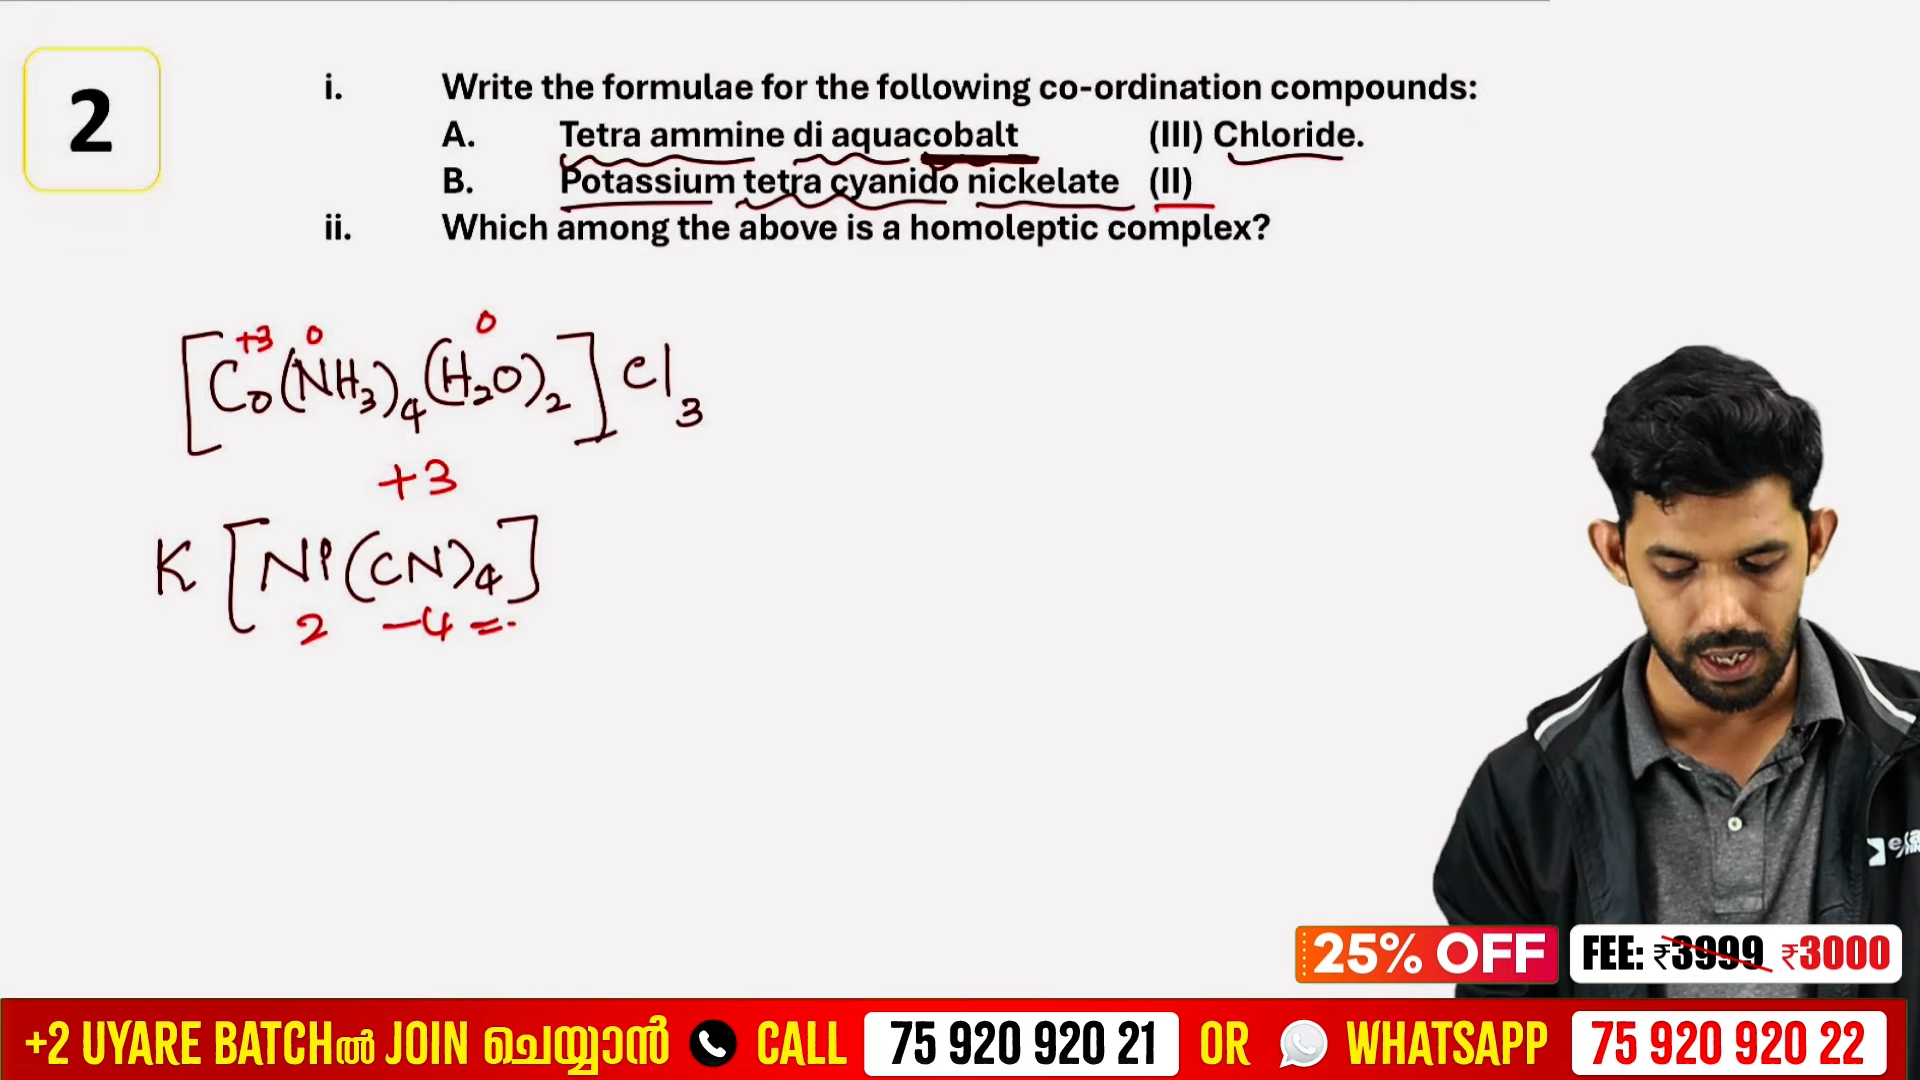 2
i. Write the formulae for the following co-ordination compounds:
A. Tetra ammine di aquacobalt (III) Chloride.
B. Potassium tetra cyanido nickelate (II)
ii. Which among the above is a homoleptic complex?
+3 0 0
[Co(NH₃)₄(H₂O)₂]Cl₃
+3
K[Ni(CN)₄]
2 -4 =
25% OFF FEE: ₹3999 ₹3000
+2 UYARE BATCHൽ JOIN ചെയ്യാൻ CALL 75 920 920 21 OR WHATSAPP 75 920 920 22